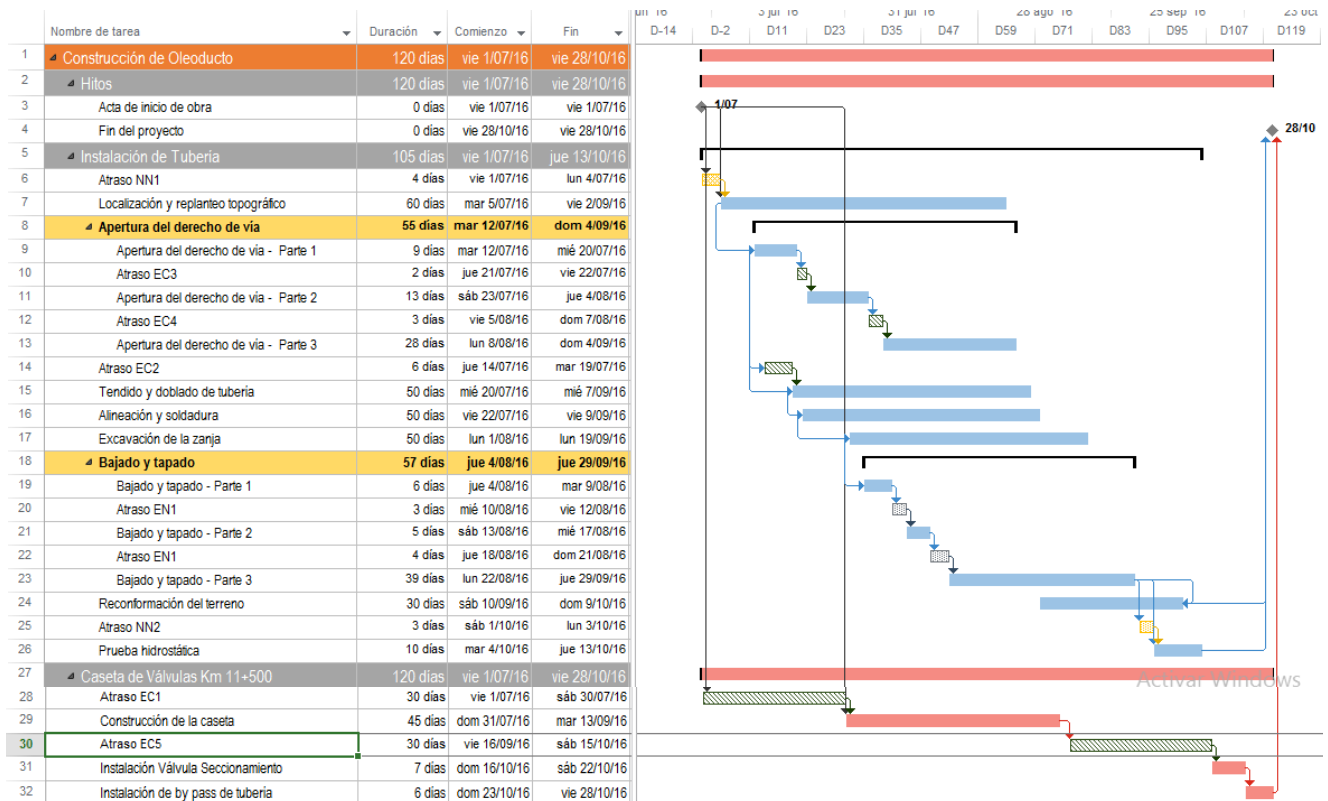 3 jul '16 31 jul '16 28 ago '16 25 sep '16 23 oct
Nombre de tarea Duración Comienzo Fin D-14 D-2 D11 D23 D35 D47 D59 D71 D83 D95 D107 D119
1 Construcción de Oleoducto 120 días vie 1/07/16 vie 28/10/16
2 Hitos 120 días vie 1/07/16 vie 28/10/16
3 Acta de inicio de obra 0 días vie 1/07/16 vie 1/07/16 1/07
4 Fin del proyecto 0 días vie 28/10/16 vie 28/10/16 28/10
5 Instalación de Tubería 105 días vie 1/07/16 jue 13/10/16
6 Atraso NN1 4 días vie 1/07/16 lun 4/07/16
7 Localización y replanteo topográfico 60 días mar 5/07/16 vie 2/09/16
8 Apertura del derecho de vía 55 días mar 12/07/16 dom 4/09/16
9 Apertura del derecho de vía - Parte 1 9 días mar 12/07/16 mié 20/07/16
10 Atraso EC3 2 días jue 21/07/16 vie 22/07/16
11 Apertura del derecho de vía - Parte 2 13 días sáb 23/07/16 jue 4/08/16
12 Atraso EC4 3 días vie 5/08/16 dom 7/08/16
13 Apertura del derecho de vía - Parte 3 28 días lun 8/08/16 dom 4/09/16
14 Atraso EC2 6 días jue 14/07/16 mar 19/07/16
15 Tendido y doblado de tubería 50 días mié 20/07/16 mié 7/09/16
16 Alineación y soldadura 50 días vie 22/07/16 vie 9/09/16
17 Excavación de la zanja 50 días lun 1/08/16 lun 19/09/16
18 Bajado y tapado 57 días jue 4/08/16 jue 29/09/16
19 Bajado y tapado - Parte 1 6 días jue 4/08/16 mar 9/08/16
20 Atraso EN1 3 días mié 10/08/16 vie 12/08/16
21 Bajado y tapado - Parte 2 5 días sáb 13/08/16 mié 17/08/16
22 Atraso EN1 4 días jue 18/08/16 dom 21/08/16
23 Bajado y tapado - Parte 3 39 días lun 22/08/16 jue 29/09/16
24 Reconformación del terreno 30 días sáb 10/09/16 dom 9/10/16
25 Atraso NN2 3 días sáb 1/10/16 lun 3/10/16
26 Prueba hidrostática 10 días mar 4/10/16 jue 13/10/16
27 Caseta de Válvulas Km 11+500 120 días vie 1/07/16 vie 28/10/16 Activar Windows
28 Atraso EC1 30 días vie 1/07/16 sáb 30/07/16
29 Construcción de la caseta 45 días dom 31/07/16 mar 13/09/16
30 Atraso EC5 30 días vie 16/09/16 sáb 15/10/16
31 Instalación Válvula Seccionamiento 7 días dom 16/10/16 sáb 22/10/16
32 Instalación de by pass de tubería 6 días dom 23/10/16 vie 28/10/16